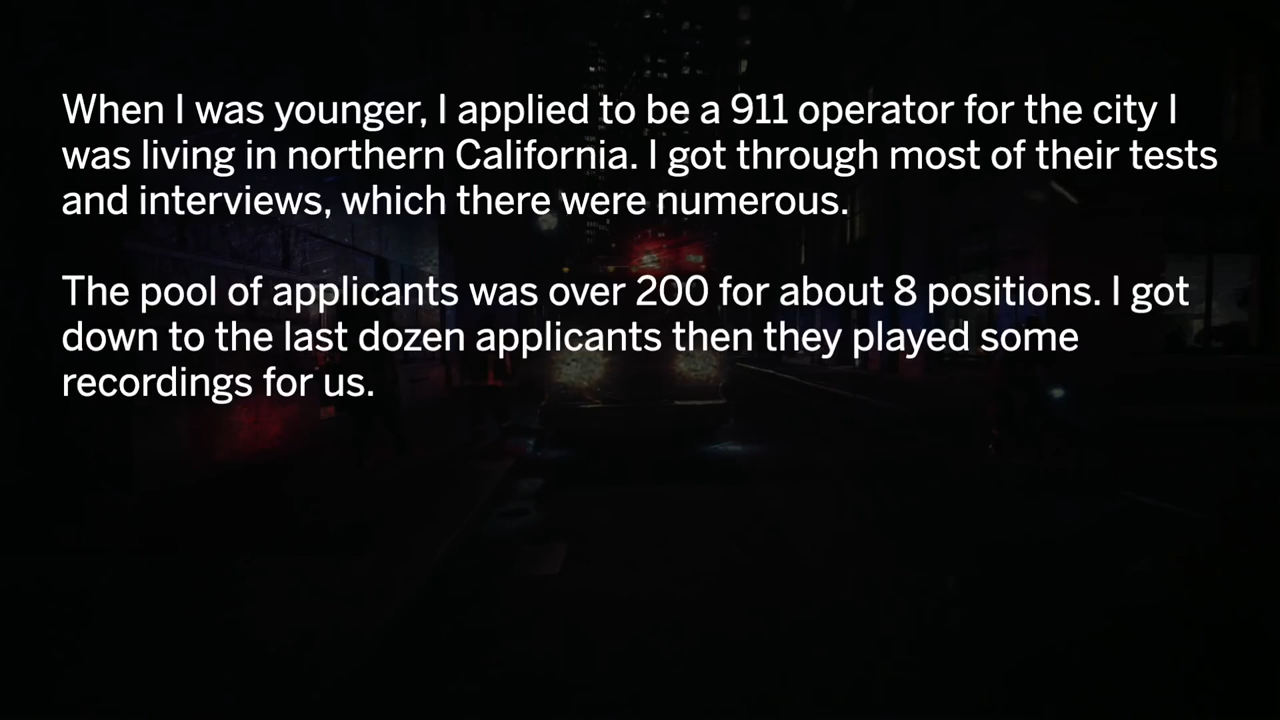 When I was younger, I applied to be a 911 operator for the city I
was living in northern California. I got through most of their tests
and interviews, which there were numerous.
The pool of applicants was over 200 for about 8 positions. I got
down to the last dozen applicants then they played some
recordings for us.